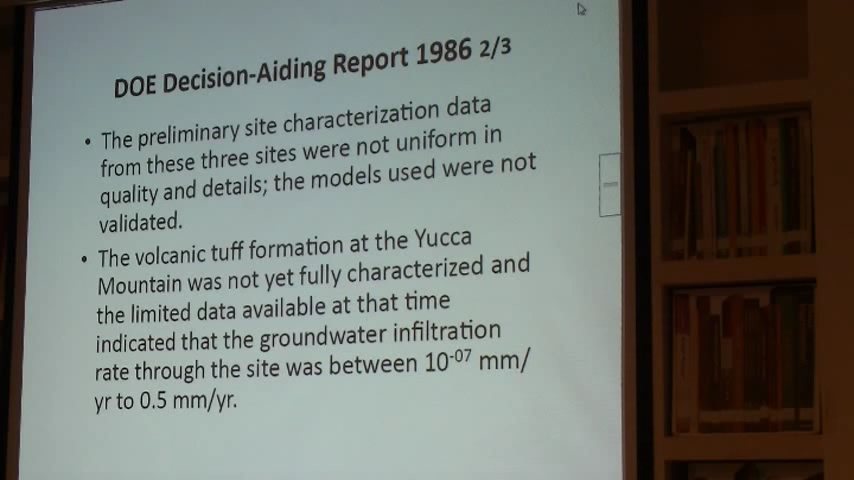 DOE Decision-Aiding Report 1986 2/3
• The preliminary site characterization data
from these three sites were not uniform in
quality and details; the models used were not
validated.
• The volcanic tuff formation at the Yucca
Mountain was not yet fully characterized and
the limited data available at that time
indicated that the groundwater infiltration
rate through the site was between 10⁻⁰⁷ mm/
yr to 0.5 mm/yr.